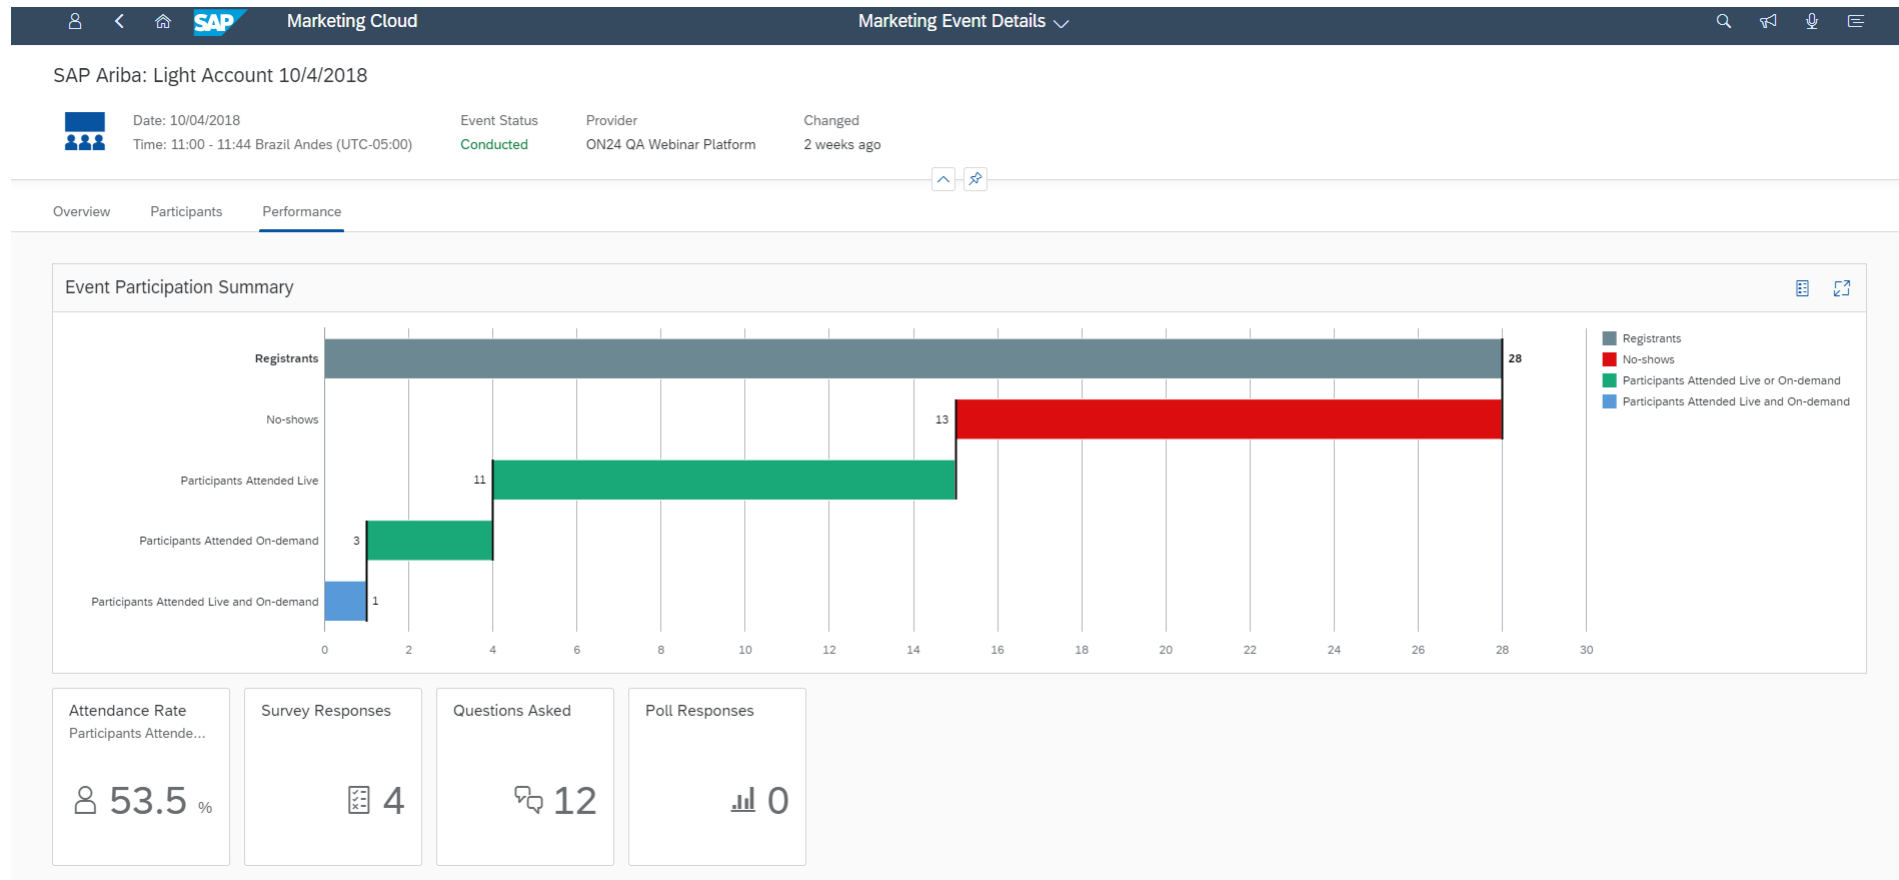 SAP Marketing Cloud Marketing Event Details
SAP Ariba: Light Account 10/4/2018
Date: 10/04/2018
Time: 11:00 - 11:44 Brazil Andes (UTC-05:00)
Event Status
Conducted
Provider
ON24 QA Webinar Platform
Changed
2 weeks ago
Overview Participants Performance
Event Participation Summary
Registrants 28
No-shows 13
Participants Attended Live 11
Participants Attended On-demand 3
Participants Attended Live and On-demand 1
0 2 4 6 8 10 12 14 16 18 20 22 24 26 28 30
Registrants
No-shows
Participants Attended Live or On-demand
Participants Attended Live and On-demand
Attendance Rate
Participants Attende...
53.5 %
Survey Responses
4
Questions Asked
12
Poll Responses
0